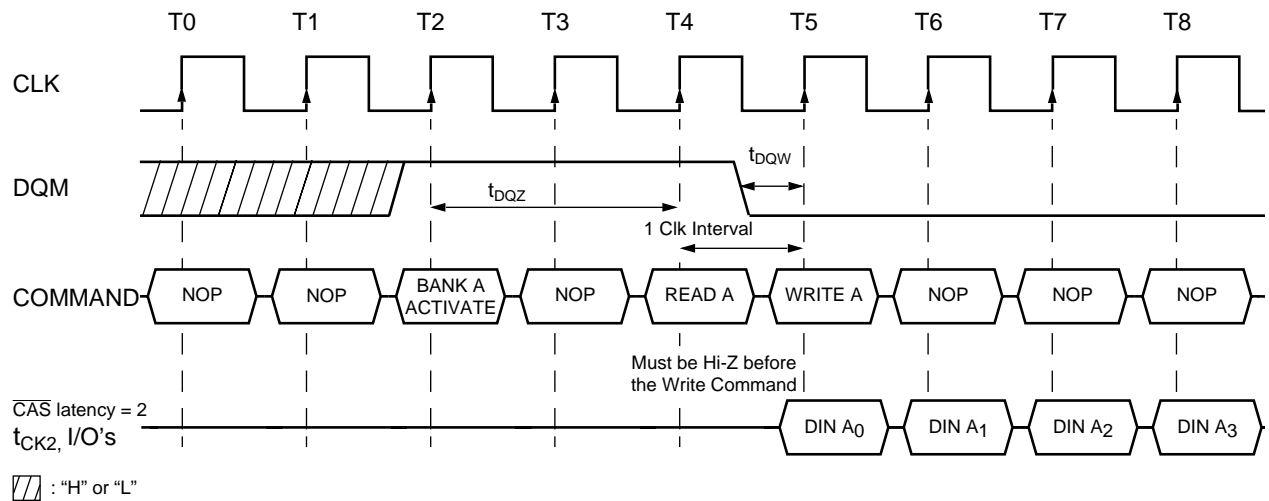 T0 T1 T2 T3 T4 T5 T6 T7 T8
CLK
DQM
tDQW
tDQZ
1 Clk Interval
COMMAND
NOP NOP BANK A ACTIVATE NOP READ A WRITE A NOP NOP NOP
Must be Hi-Z before
the Write Command
CAS latency = 2
tCK2, I/O's
DIN A0 DIN A1 DIN A2 DIN A3
: “H” or “L”